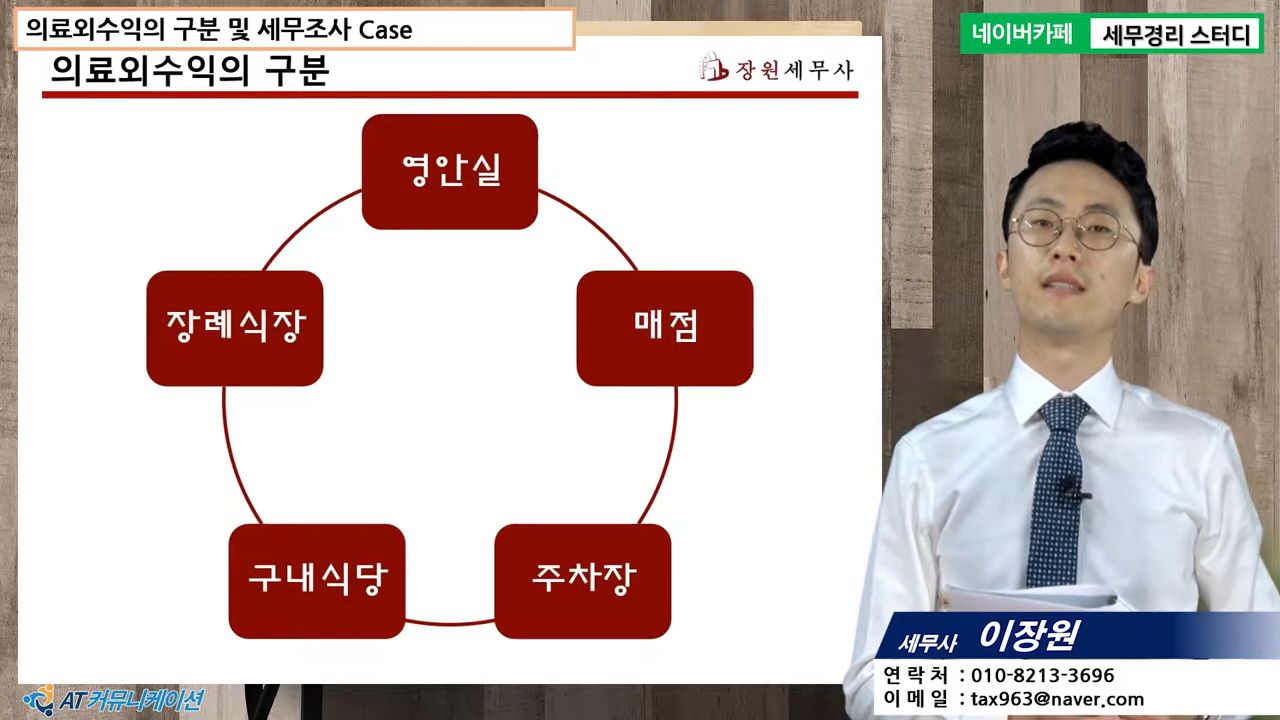 의료외수익의 구분 및 세무조사 Case
네이버카페 세무경리 스터디
의료외수익의 구분
장원세무사
영안실
장례식장
매점
구내식당
주차장
세무사 이장원
연락처 : 010-8213-3696
이메일 : tax963@naver.com
AT커뮤니케이션